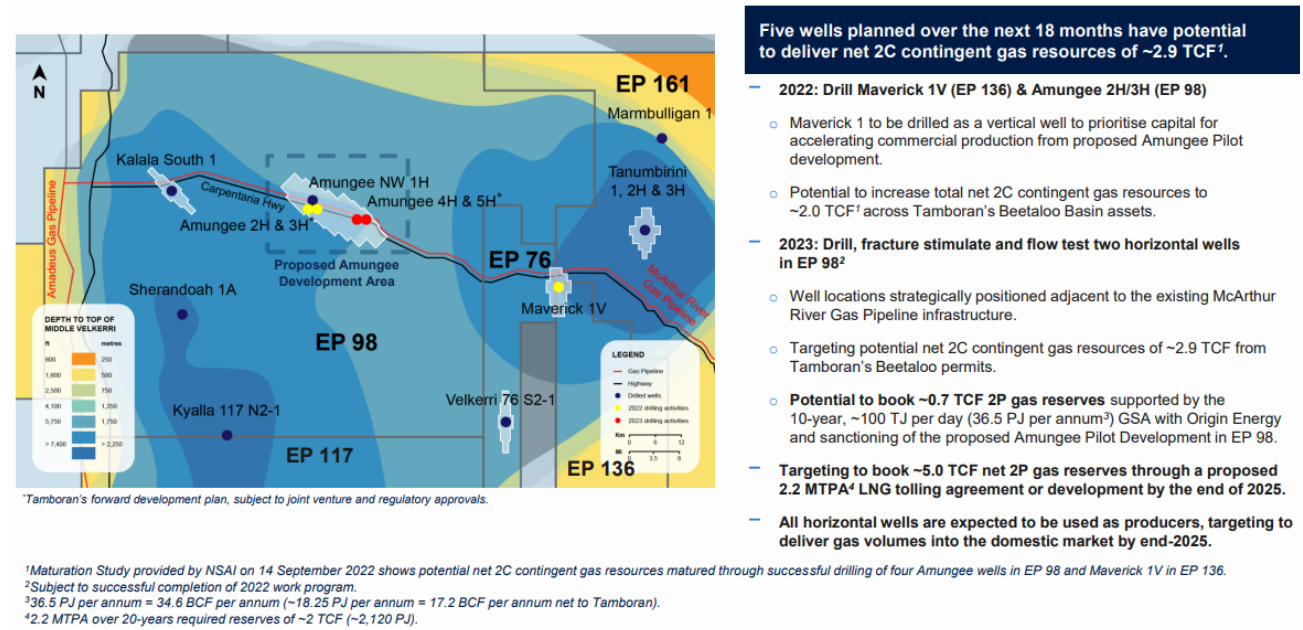 N
EP 161
Marmbulligan 1
Kalala South 1
Tanumbirini
1, 2H & 3H
Amungee NW 1H
Carpentaria Hwy
Amungee 4H & 5H*
Amungee 2H & 3H*
Amadeus Gas Pipeline
EP 76
Proposed Amungee
Development Area
McArthur River
Gas Pipeline
Sherandoah 1A
Maverick 1V
EP 98
DEPTH TO TOP OF
MIDDLE VELKERRI
ft metres
800 250
1,600 500
2,500 750
4,100 1,250
5,750 1,750
> 7,400 > 2,250
LEGEND
Gas Pipeline
Highway
Drilled wells
2022 drilling activities
2023 drilling activities
Km
0 6 12
Mi
0 3.5 8
Velkerri 76 S2-1
Kyalla 117 N2-1
EP 117
EP 136
*Tamboran's forward development plan, subject to joint venture and regulatory approvals.
Five wells planned over the next 18 months have potential
to deliver net 2C contingent gas resources of ~2.9 TCF¹.
– 2022: Drill Maverick 1V (EP 136) & Amungee 2H/3H (EP 98)
○ Maverick 1 to be drilled as a vertical well to prioritise capital for
accelerating commercial production from proposed Amungee Pilot
development.
○ Potential to increase total net 2C contingent gas resources to
~2.0 TCF¹ across Tamboran's Beetaloo Basin assets.
– 2023: Drill, fracture stimulate and flow test two horizontal wells
in EP 98²
○ Well locations strategically positioned adjacent to the existing McArthur
River Gas Pipeline infrastructure.
○ Targeting potential net 2C contingent gas resources of ~2.9 TCF from
Tamboran's Beetaloo permits.
○ Potential to book ~0.7 TCF 2P gas reserves supported by the
10-year, ~100 TJ per day (36.5 PJ per annum³) GSA with Origin Energy
and sanctioning of the proposed Amungee Pilot Development in EP 98.
– Targeting to book ~5.0 TCF net 2P gas reserves through a proposed
2.2 MTPA⁴ LNG tolling agreement or development by the end of 2025.
– All horizontal wells are expected to be used as producers, targeting to
deliver gas volumes into the domestic market by end-2025.
¹Maturation Study provided by NSAI on 14 September 2022 shows potential net 2C contingent gas resources matured through successful drilling of four Amungee wells in EP 98 and Maverick 1V in EP 136.
²Subject to successful completion of 2022 work program.
³36.5 PJ per annum = 34.6 BCF per annum (~18.25 PJ per annum = 17.2 BCF per annum net to Tamboran).
⁴2.2 MTPA over 20-years required reserves of ~2 TCF (~2,120 PJ).